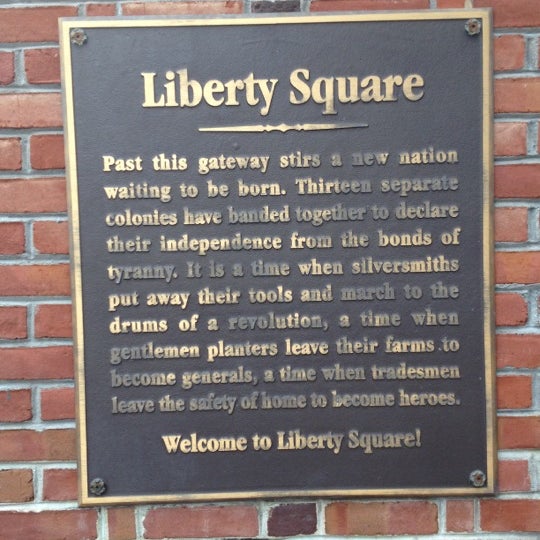 Liberty Square
Past this gateway stirs a new nation
waiting to be born. Thirteen separate
colonies have banded together to declare
their independence from the bonds of
tyranny. It is a time when silversmiths
put away their tools and march to the
drums of a revolution, a time when
gentlemen planters leave their farms to
become generals, a time when tradesmen
leave the safety of home to become heroes.
Welcome to Liberty Square!